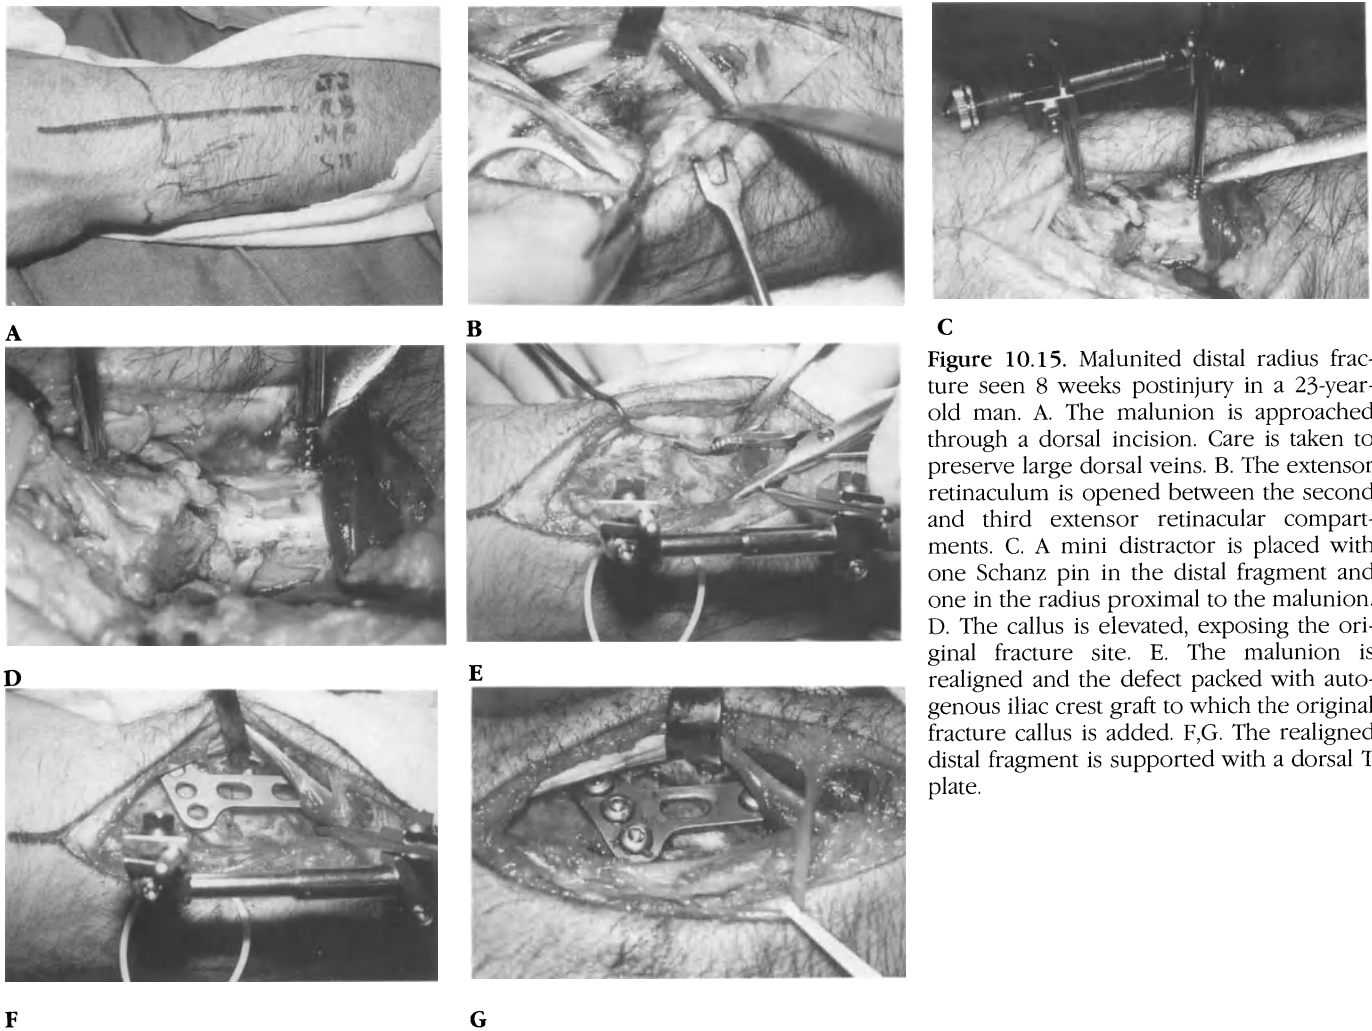 A
B
C
Figure 10.15. Malunited distal radius frac-
ture seen 8 weeks postinjury in a 23-year-
old man. A. The malunion is approached
through a dorsal incision. Care is taken to
preserve large dorsal veins. B. The extensor
retinaculum is opened between the second
and third extensor retinacular compart-
ments. C. A mini distractor is placed with
one Schanz pin in the distal fragment and
one in the radius proximal to the malunion.
D. The callus is elevated, exposing the ori-
ginal fracture site. E. The malunion is
realigned and the defect packed with auto-
genous iliac crest graft to which the original
fracture callus is added. F,G. The realigned
distal fragment is supported with a dorsal T
plate.
D
E
F
G